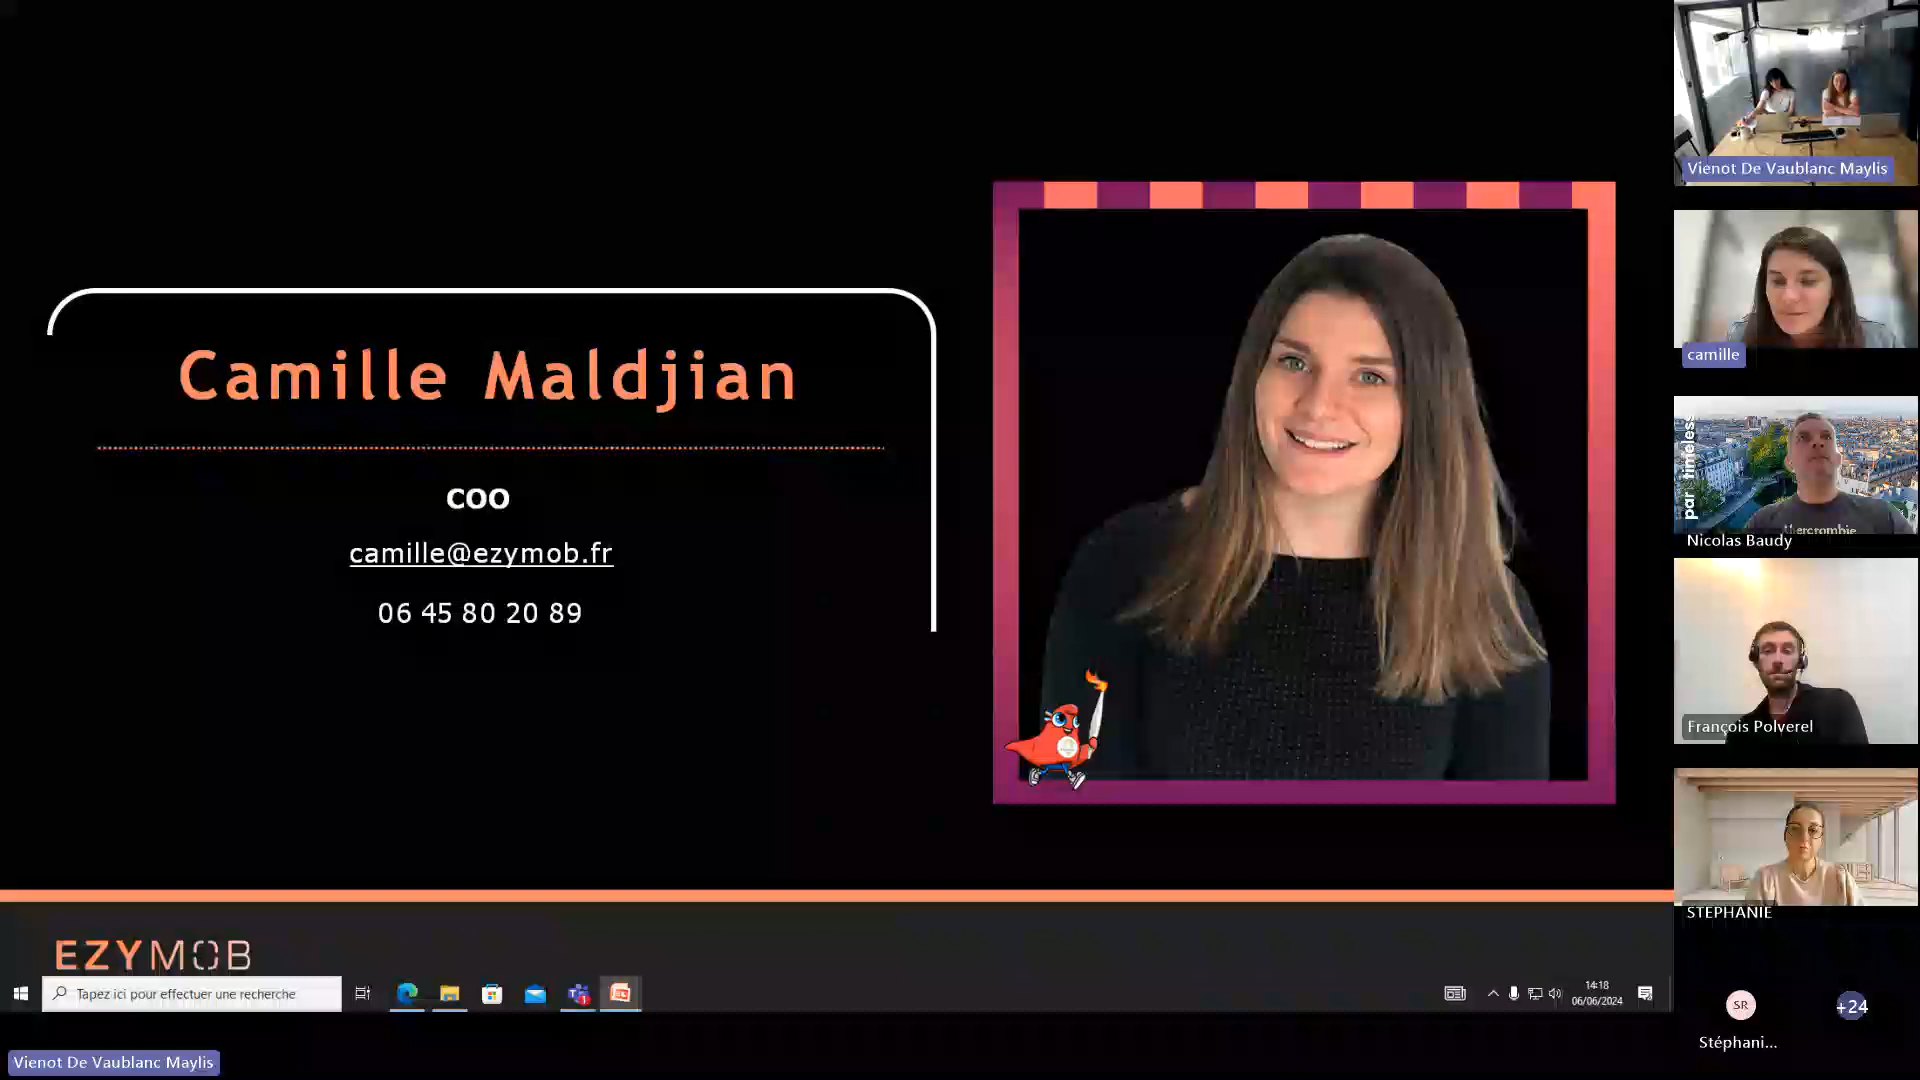 Camille Maldjian
COO
camille@ezymob.fr
06 45 80 20 89
EZYMOB
Tapez ici pour effectuer une recherche
14:18
06/06/2024
Vienot De Vaublanc Maylis
Vienot De Vaublanc Maylis
camille
Nicolas Baudy
François Polverel
STEPHANIE
SR
Stéphani...
+24